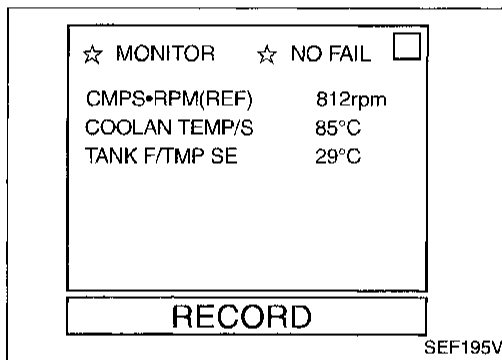 ☆ MONITOR ☆ NO FAIL
CMPS•RPM(REF) 812rpm
COOLAN TEMP/S 85°C
TANK F/TMP SE 29°C
RECORD
SEF195V